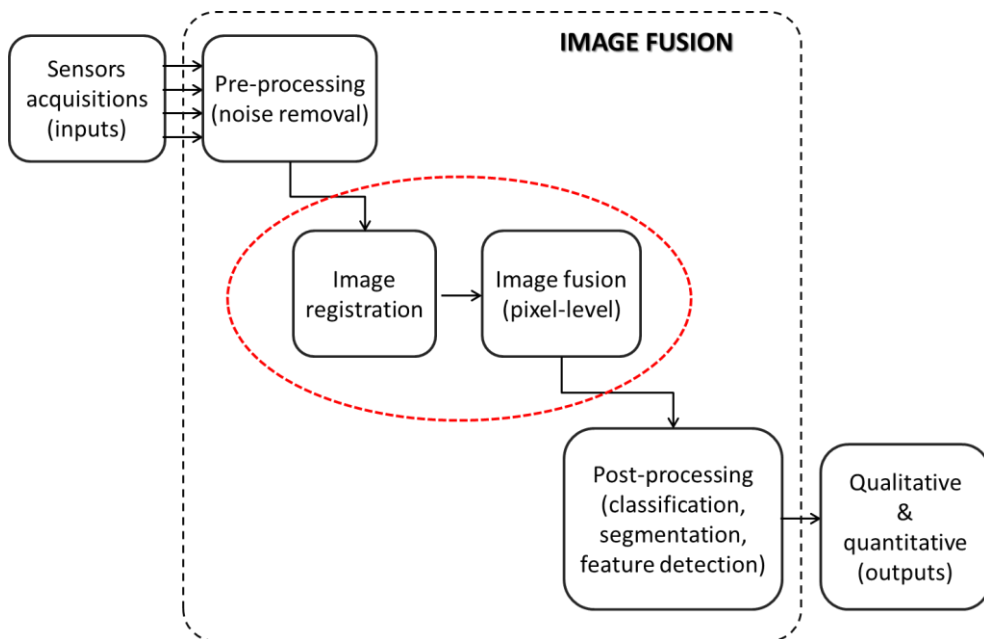 IMAGE FUSION
Sensors
acquisitions
(inputs)
Pre-processing
(noise removal)
Image
registration
Image fusion
(pixel-level)
Post-processing
(classification,
segmentation,
feature detection)
Qualitative
&
quantitative
(outputs)